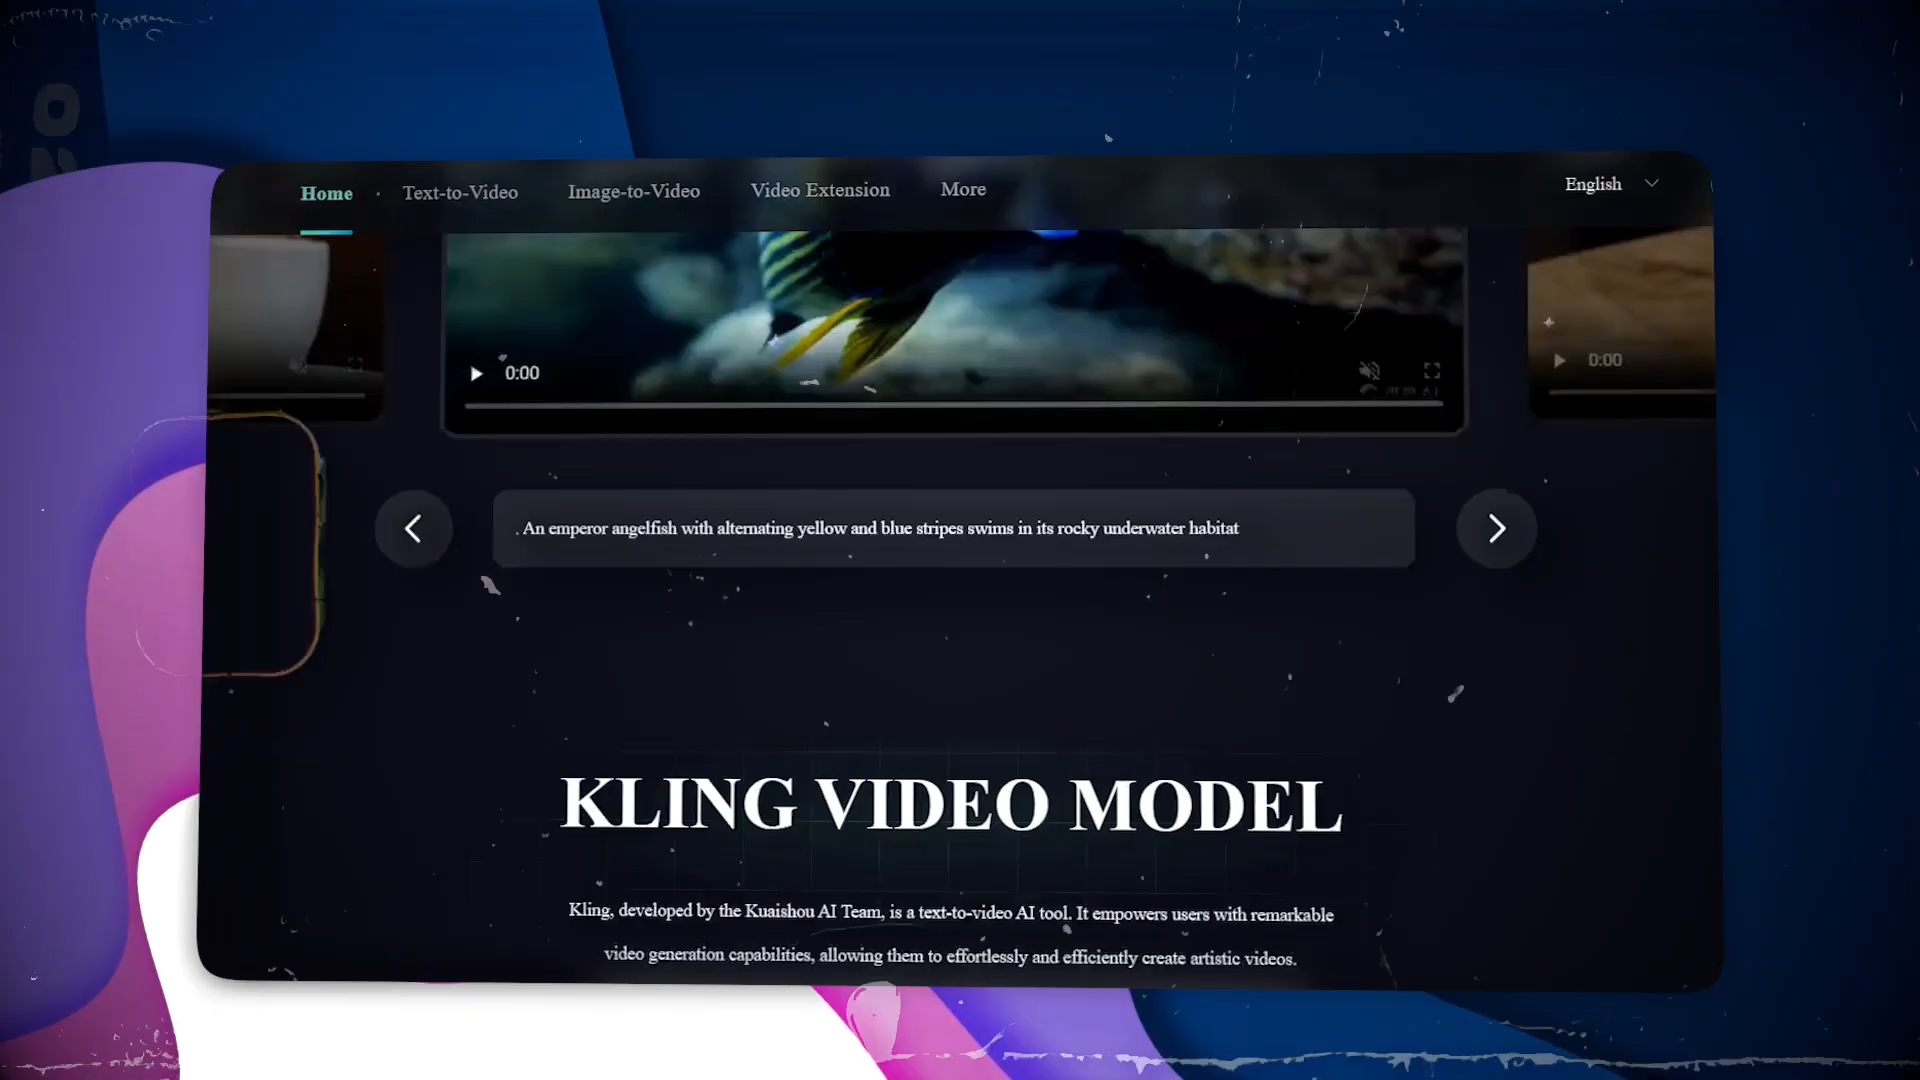 Home
Text-to-Video
Image-to-Video
Video Extension
More
English
0:00
0:00
. An emperor angelfish with alternating yellow and blue stripes swims in its rocky underwater habitat
KLING VIDEO MODEL
Kling, developed by the Kuaishou AI Team, is a text-to-video AI tool. It empowers users with remarkable
video generation capabilities, allowing them to effortlessly and efficiently create artistic videos.